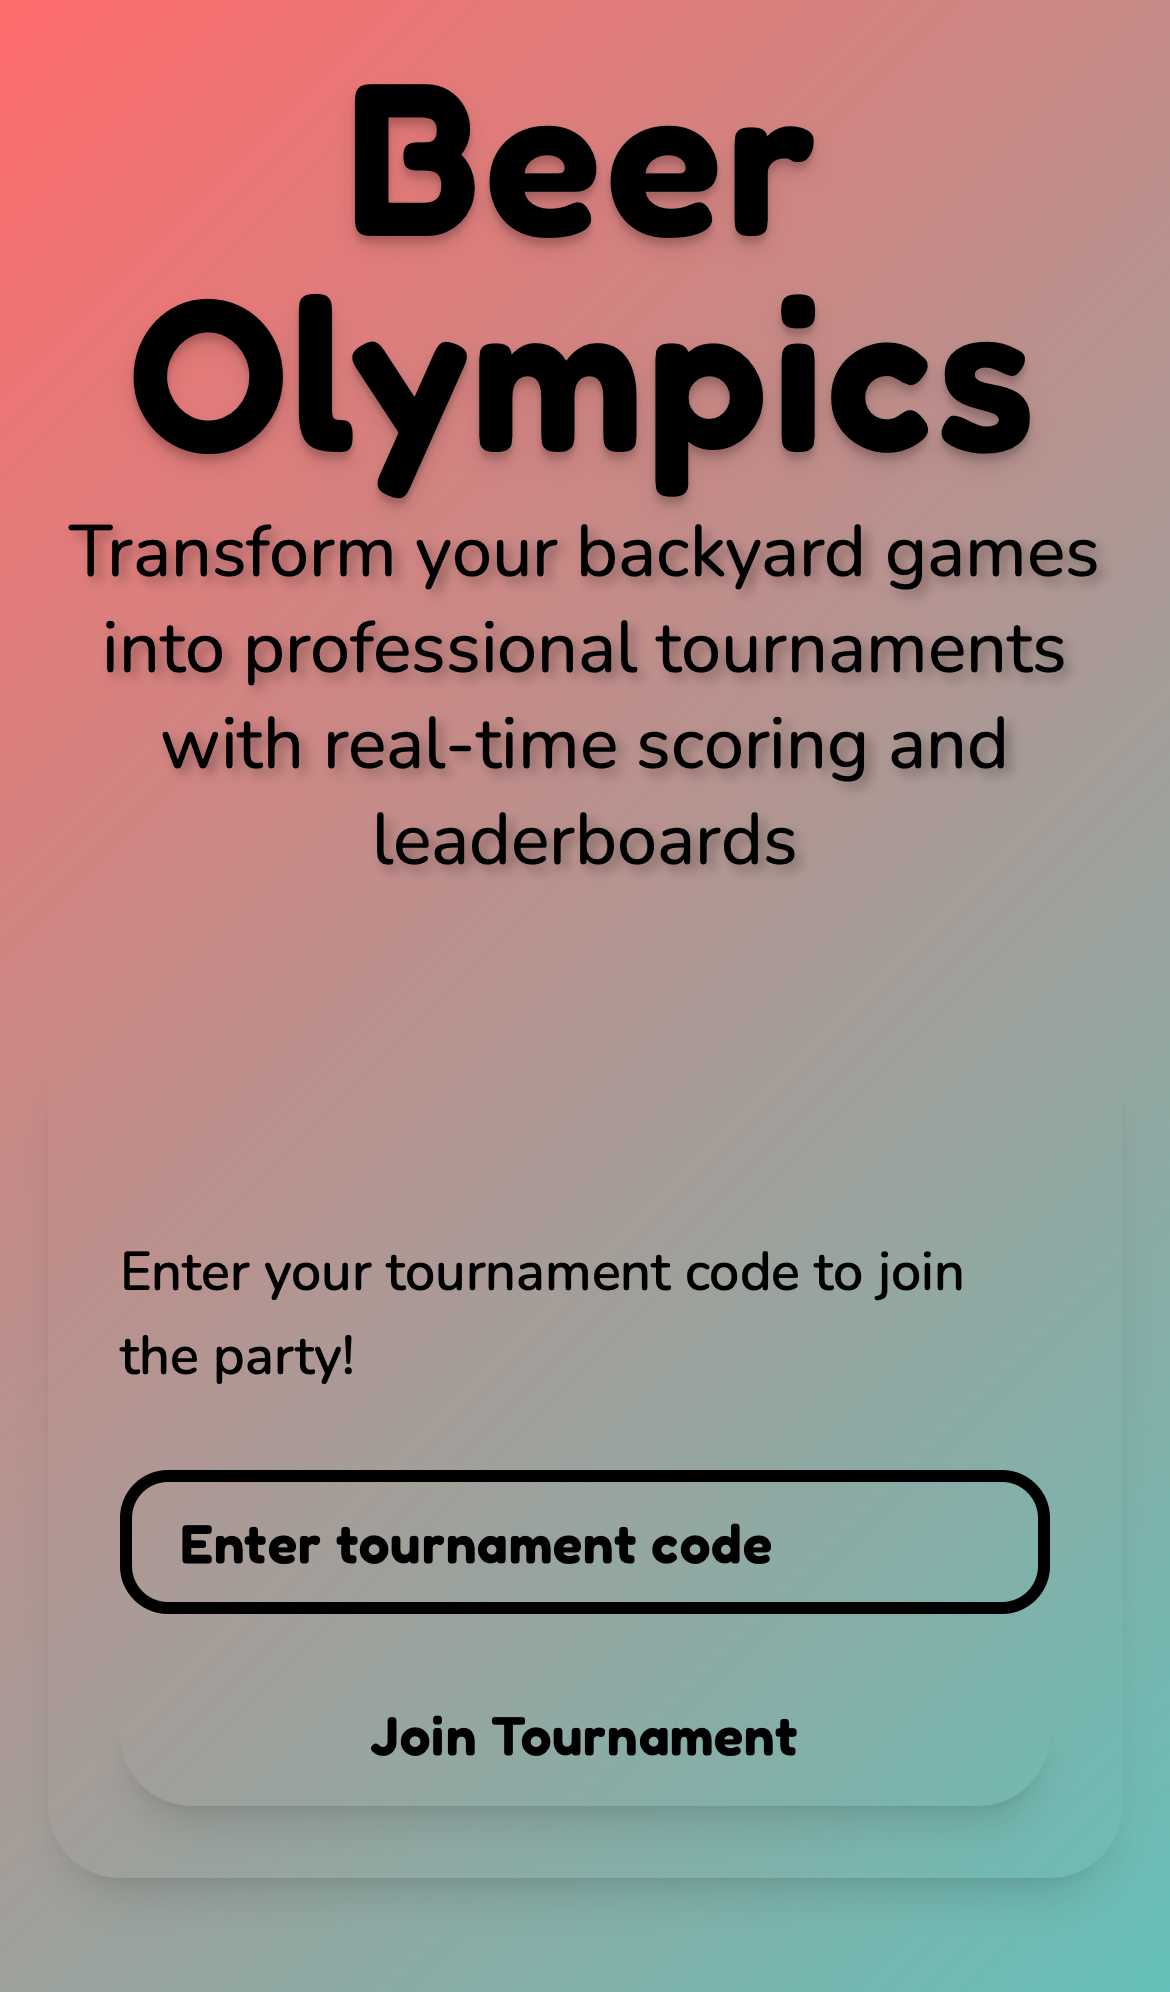 Beer
Olympics
Transform your backyard games
into professional tournaments
with real-time scoring and
leaderboards
Enter your tournament code to join
the party!
Enter tournament code
Join Tournament